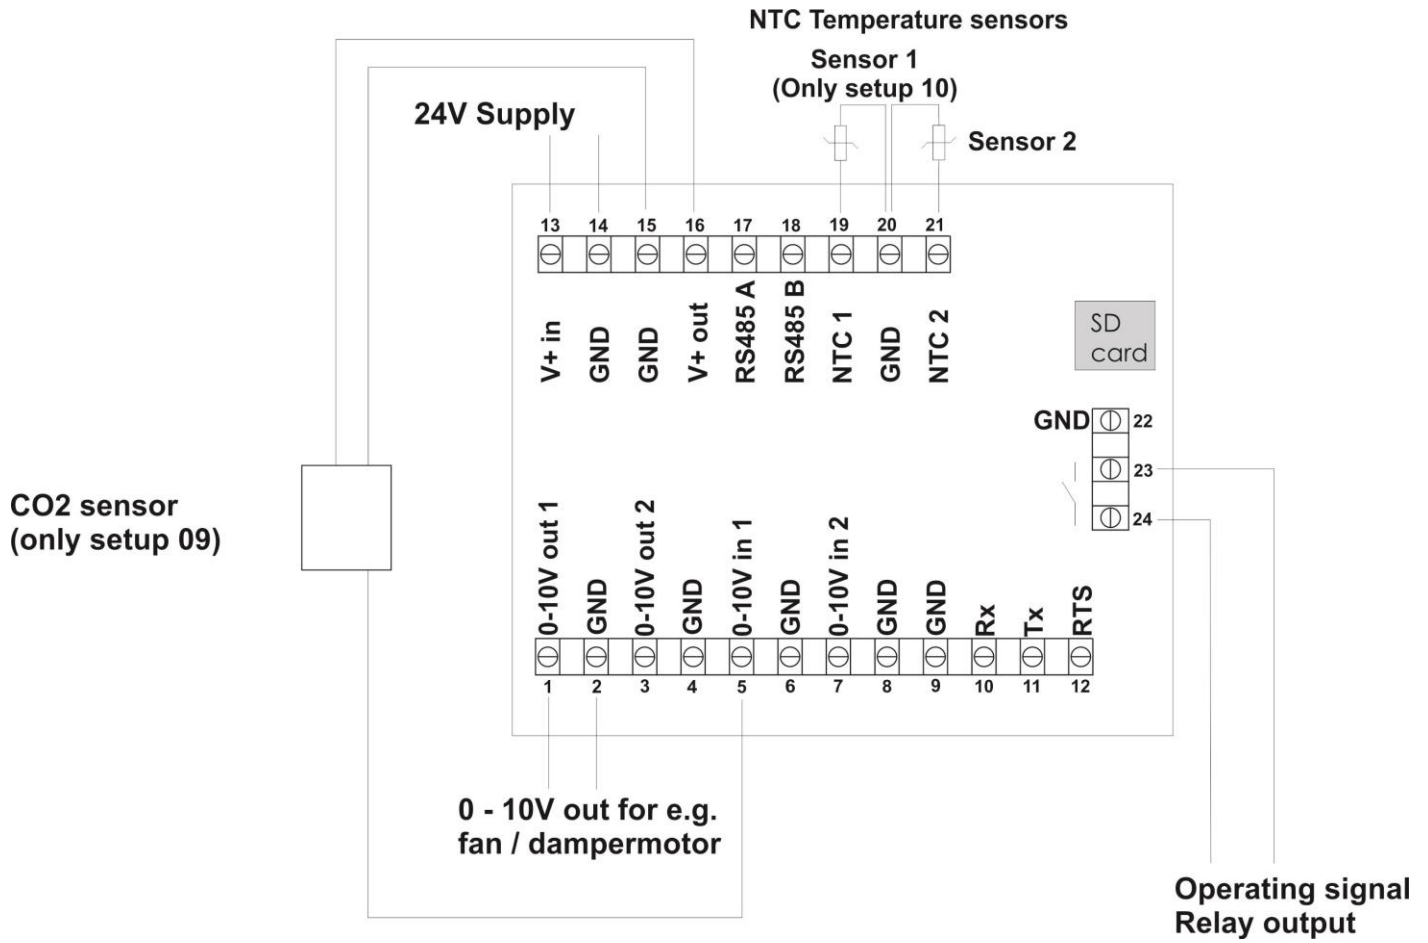 NTC Temperature sensors
Sensor 1
(Only setup 10)
24V Supply
Sensor 2
13 14 15 16 17 18 19 20 21
V+ in
GND
GND
V+ out
RS485 A
RS485 B
NTC 1
GND
NTC 2
SD
card
GND 22
23
24
CO2 sensor
(only setup 09)
0-10V out 1
GND
0-10V out 2
GND
0-10V in 1
GND
0-10V in 2
GND
GND
Rx
Tx
RTS
1 2 3 4 5 6 7 8 9 10 11 12
0 - 10V out for e.g.
fan / dampermotor
Operating signal
Relay output